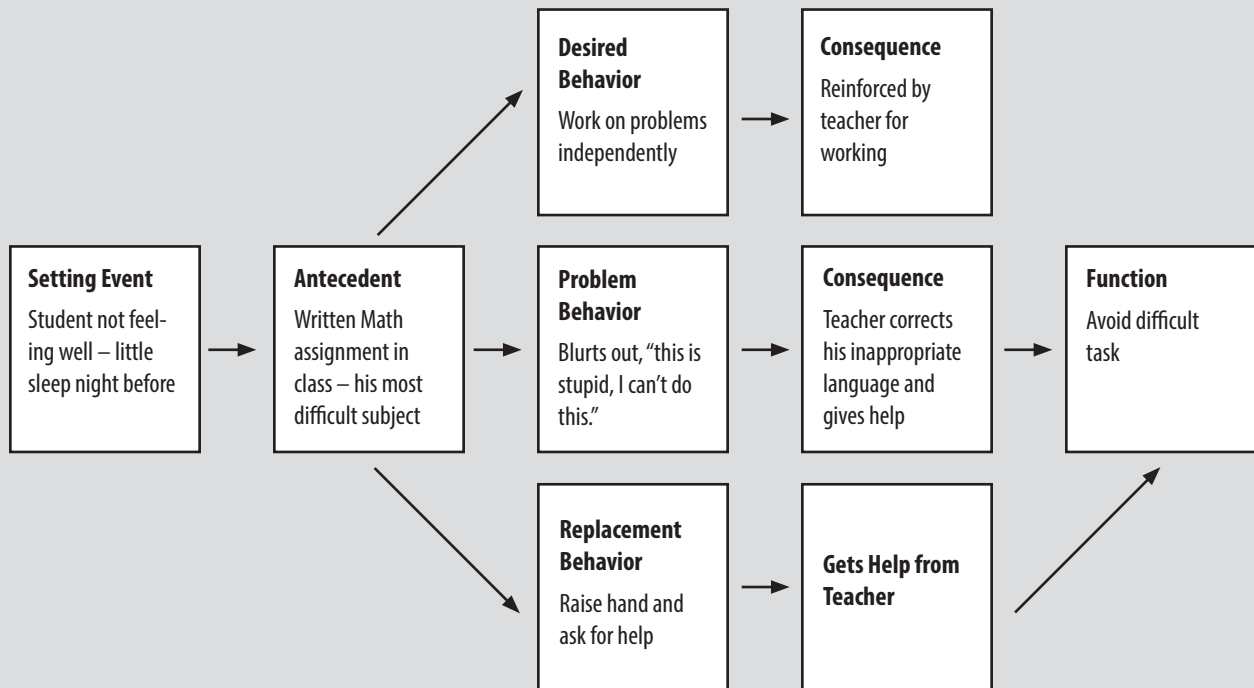 Desired
Behavior
Work on problems
independently
Consequence
Reinforced by
teacher for
working
Setting Event
Student not feel-
ing well – little
sleep night before
Antecedent
Written Math
assignment in
class – his most
difficult subject
Problem
Behavior
Blurts out, “this is
stupid, I can’t do
this.”
Consequence
Teacher corrects
his inappropriate
language and
gives help
Function
Avoid difficult
task
Replacement
Behavior
Raise hand and
ask for help
Gets Help from
Teacher